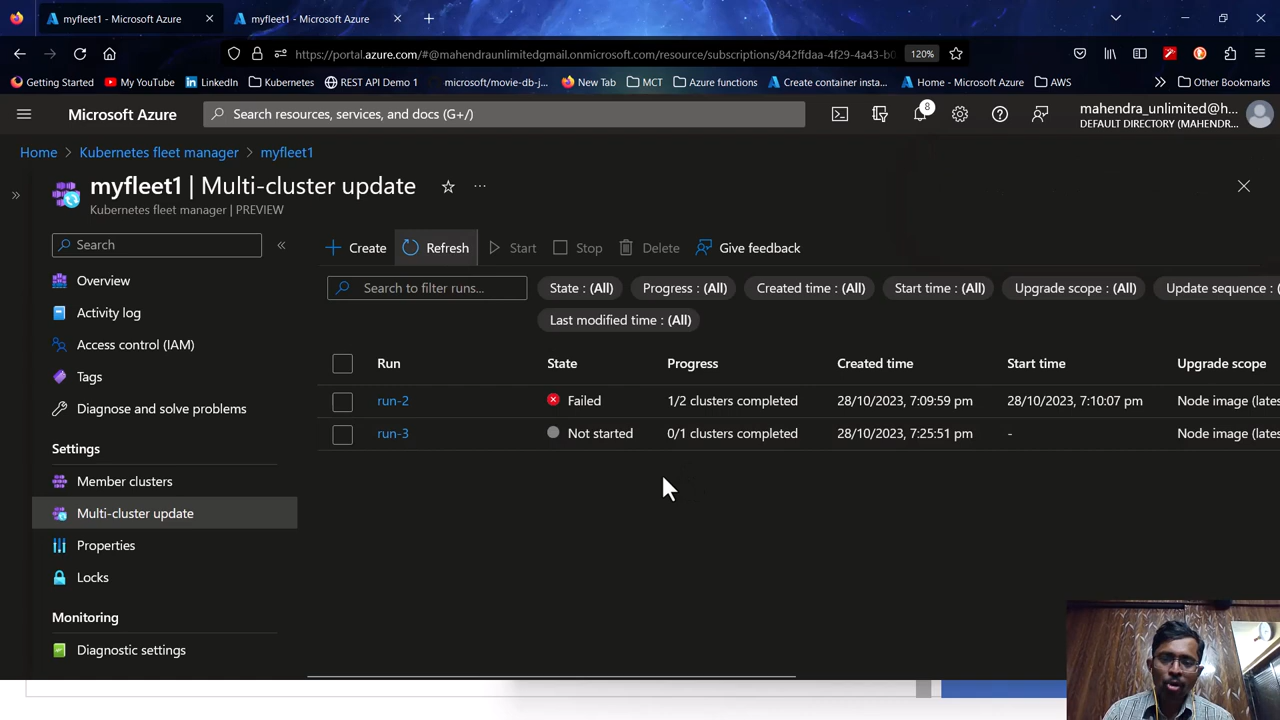 myfleet1 - Microsoft Azure
myfleet1 - Microsoft Azure
https://portal.azure.com/#@mahendraunlimitedgmail.onmicrosoft.com/resource/subscriptions/842ffdaa-4f29-4a43-b0
120%
Getting Started
My YouTube
LinkedIn
Kubernetes
REST API Demo 1
microsoft/movie-db-j...
New Tab
MCT
Azure functions
Create container insta...
Home - Microsoft Azure
AWS
Other Bookmarks
Microsoft Azure
Search resources, services, and docs (G+/)
8
mahendra_unlimited@h...
DEFAULT DIRECTORY (MAHENDR...
Home > Kubernetes fleet manager > myfleet1
myfleet1 | Multi-cluster update
Kubernetes fleet manager | PREVIEW
Search
Overview
Activity log
Access control (IAM)
Tags
Diagnose and solve problems
Settings
Member clusters
Multi-cluster update
Properties
Locks
Monitoring
Diagnostic settings
Create Refresh Start Stop Delete Give feedback
Search to filter runs...
State : (All) Progress : (All) Created time : (All) Start time : (All) Upgrade scope : (All) Update sequence : (
Last modified time : (All)
Run State Progress Created time Start time Upgrade scope
run-2 Failed 1/2 clusters completed 28/10/2023, 7:09:59 pm 28/10/2023, 7:10:07 pm Node image (lates
run-3 Not started 0/1 clusters completed 28/10/2023, 7:25:51 pm - Node image (lates